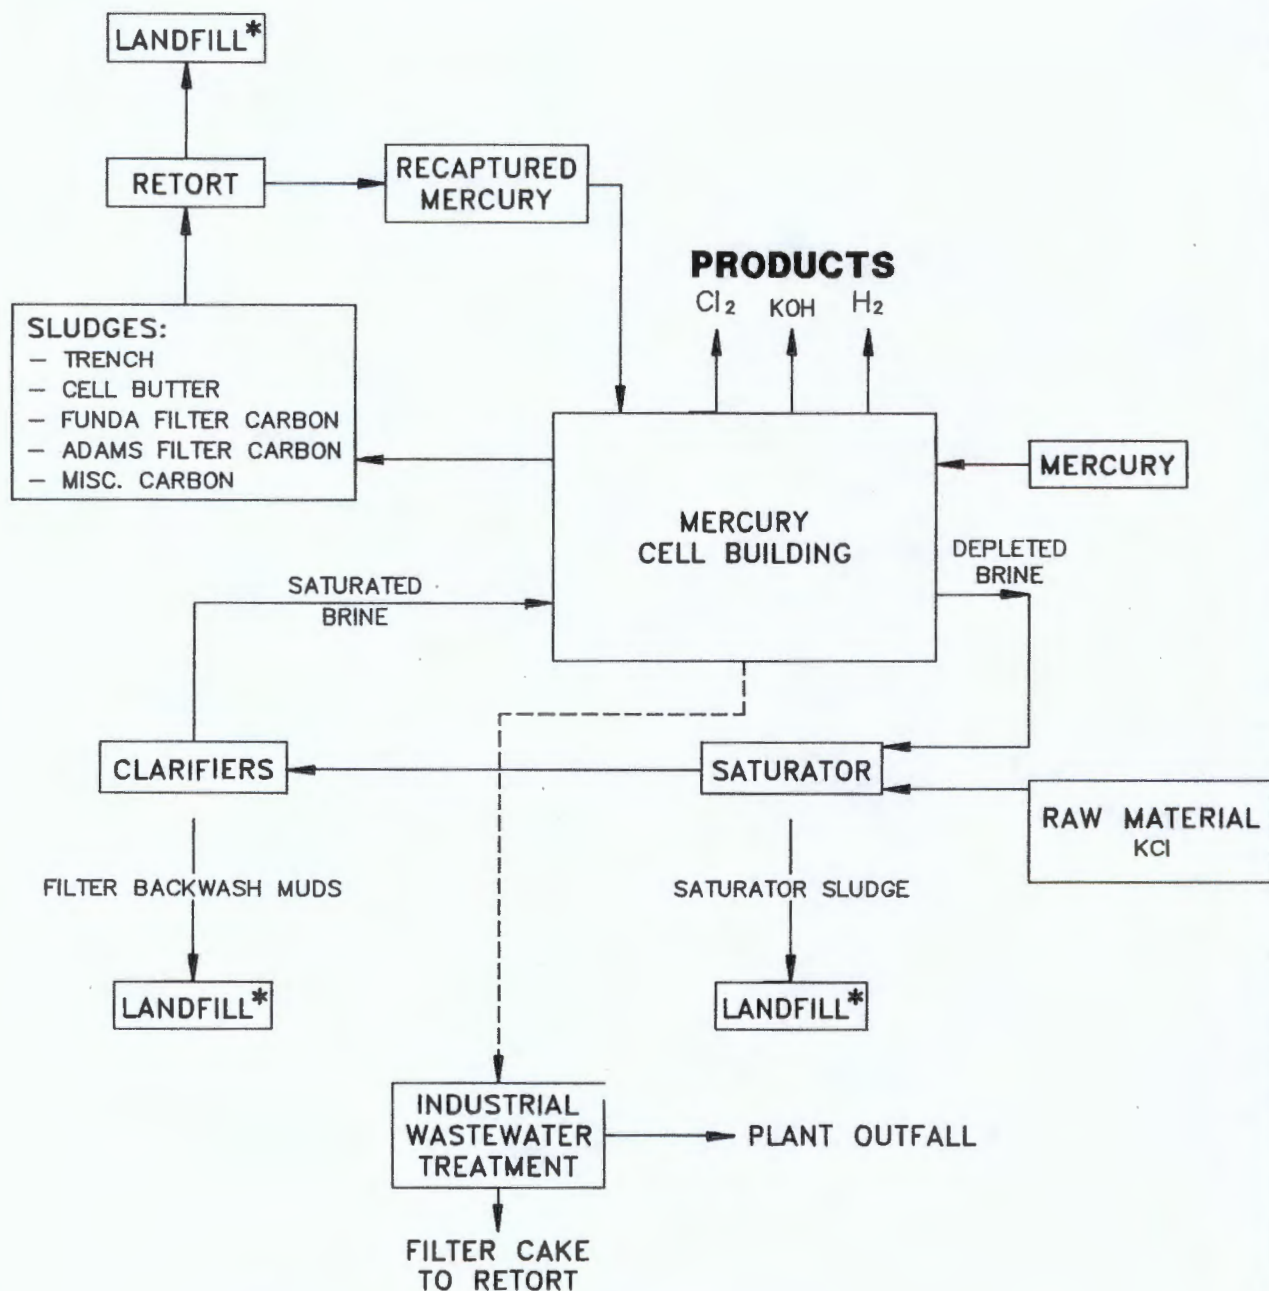 LANDFILL*
RETORT
RECAPTURED
MERCURY
PRODUCTS
Cl2
KOH
H2
SLUDGES:
– TRENCH
– CELL BUTTER
– FUNDA FILTER CARBON
– ADAMS FILTER CARBON
– MISC. CARBON
MERCURY
MERCURY
CELL BUILDING
DEPLETED
BRINE
SATURATED
BRINE
CLARIFIERS
SATURATOR
RAW MATERIAL
KCl
FILTER BACKWASH MUDS
SATURATOR SLUDGE
LANDFILL*
LANDFILL*
INDUSTRIAL
WASTEWATER
TREATMENT
PLANT OUTFALL
FILTER CAKE
TO RETORT